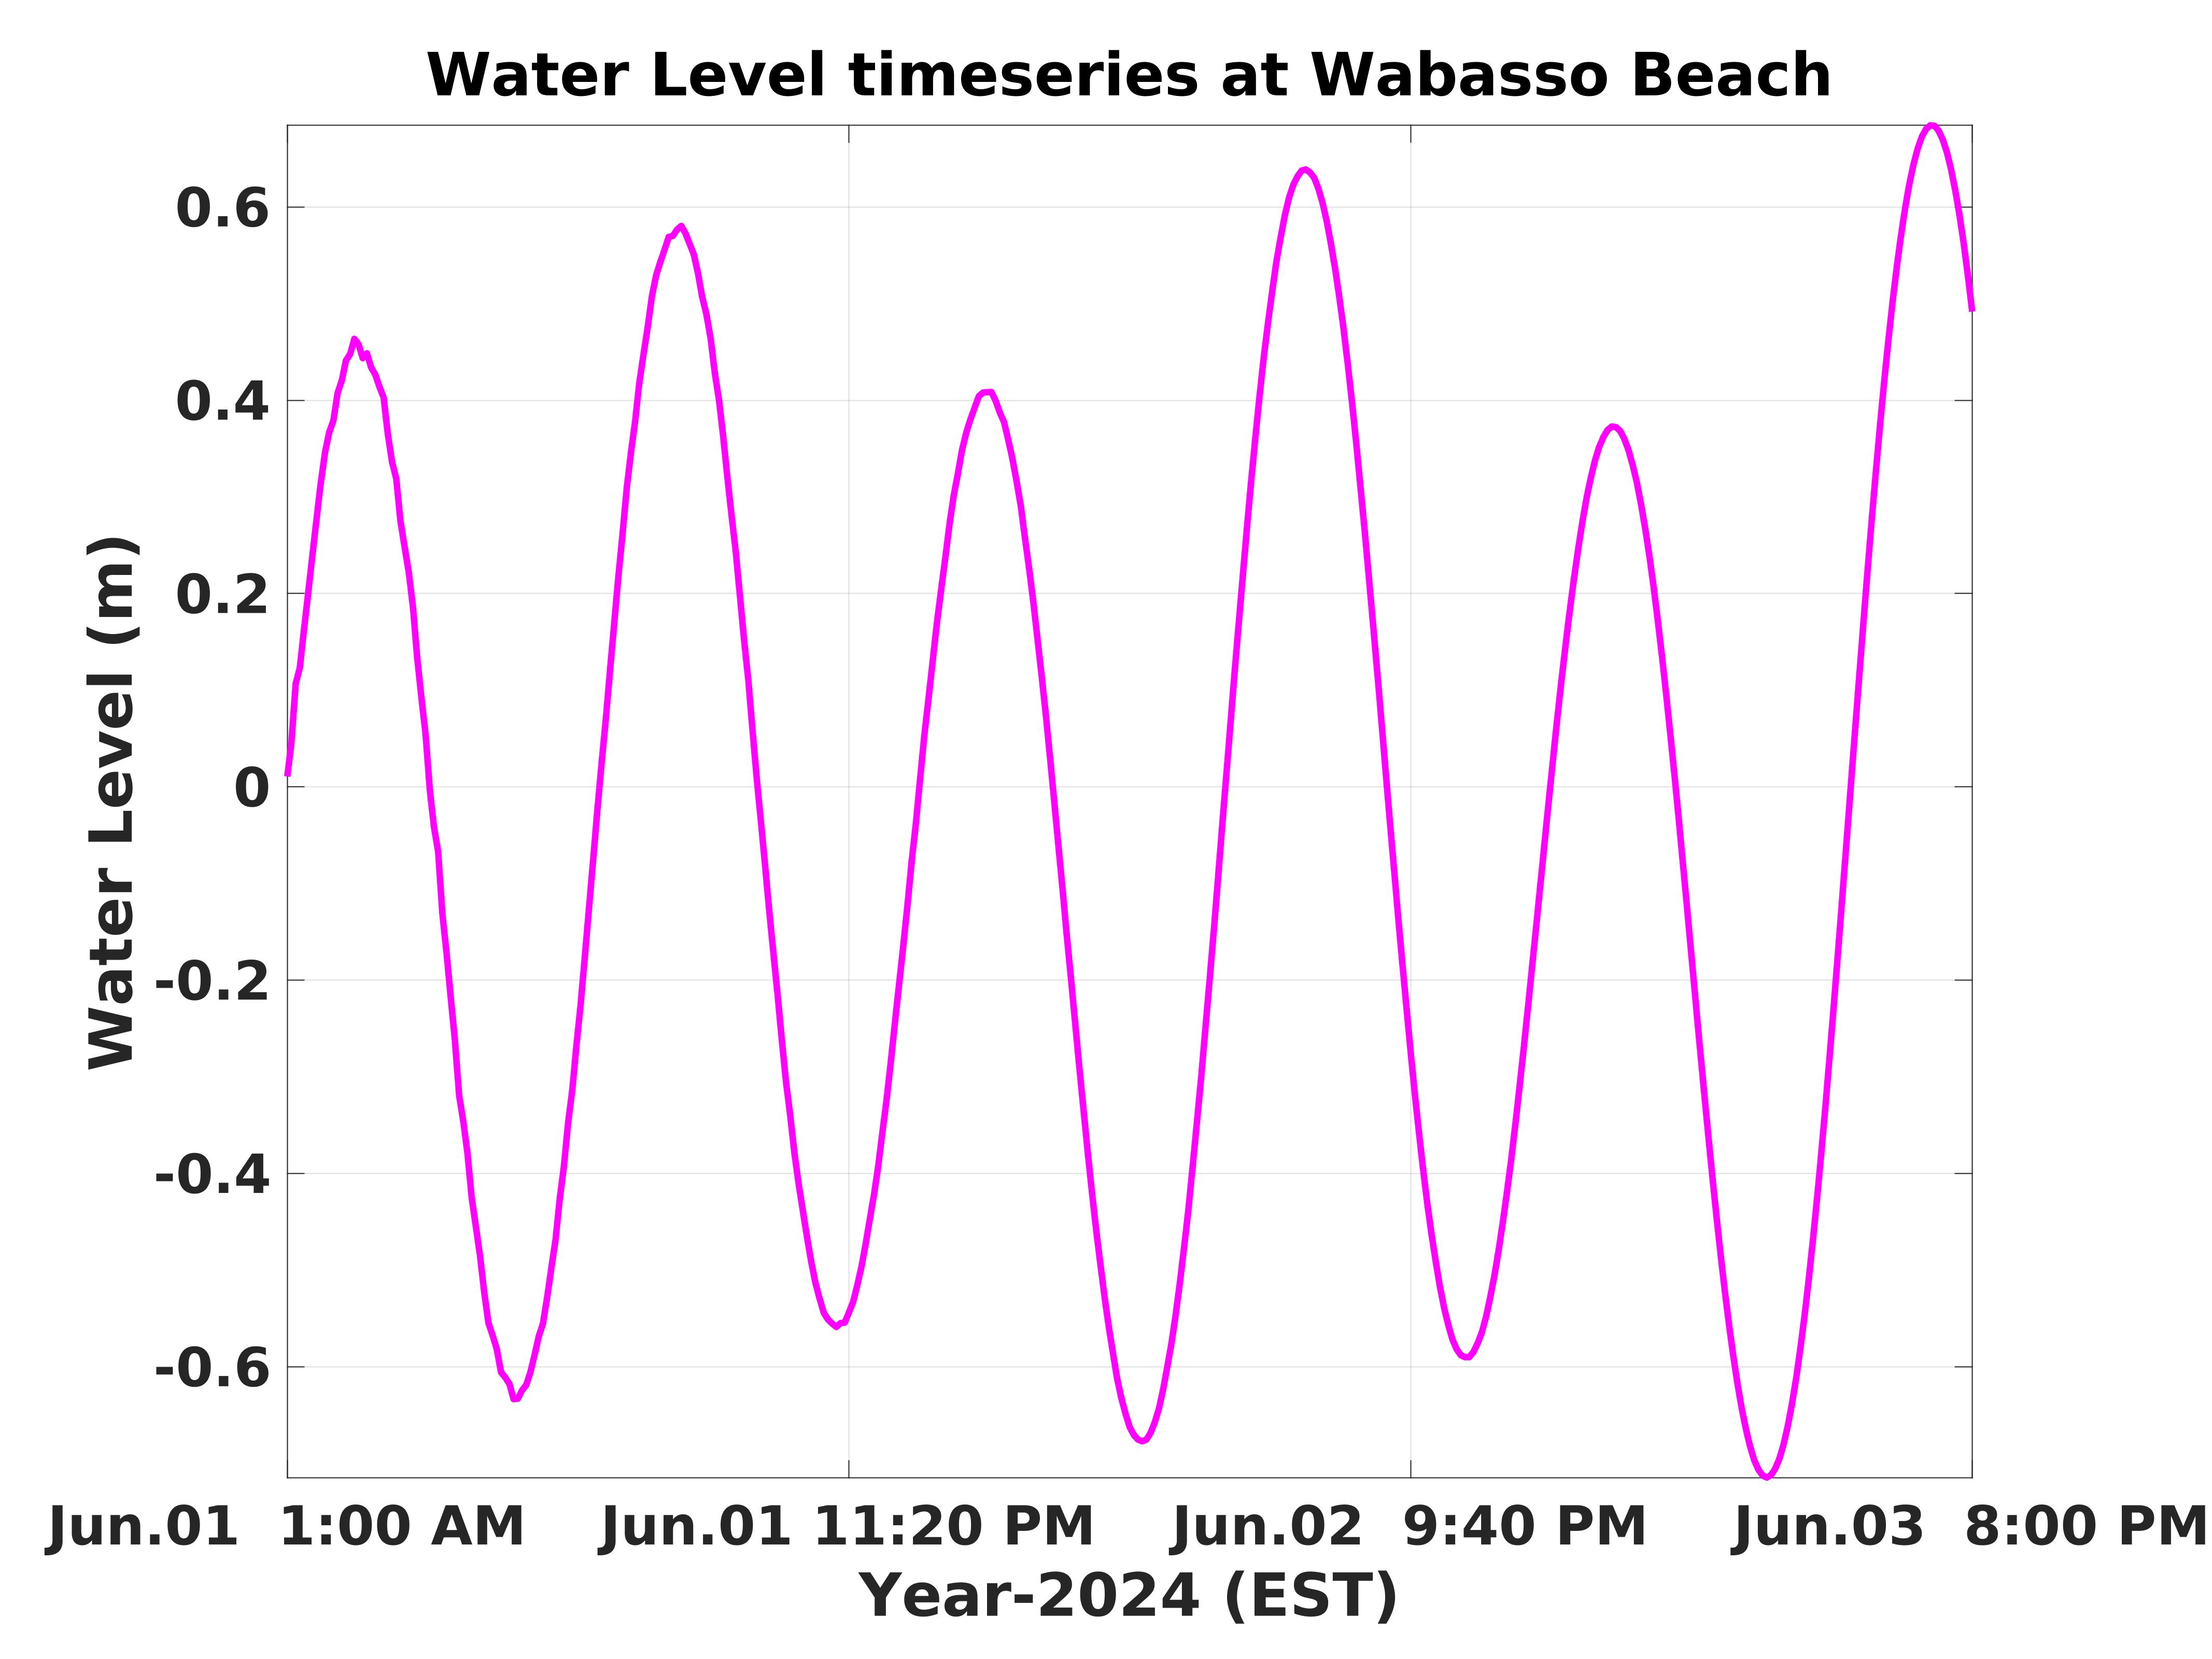 Water Level timeseries at Wabasso Beach
Water Level (m)
0.6
0.4
0.2
0
-0.2
-0.4
-0.6
Jun.01  1:00 AM Jun.01 11:20 PM Jun.02  9:40 PM Jun.03  8:00 PM
Year-2024 (EST)